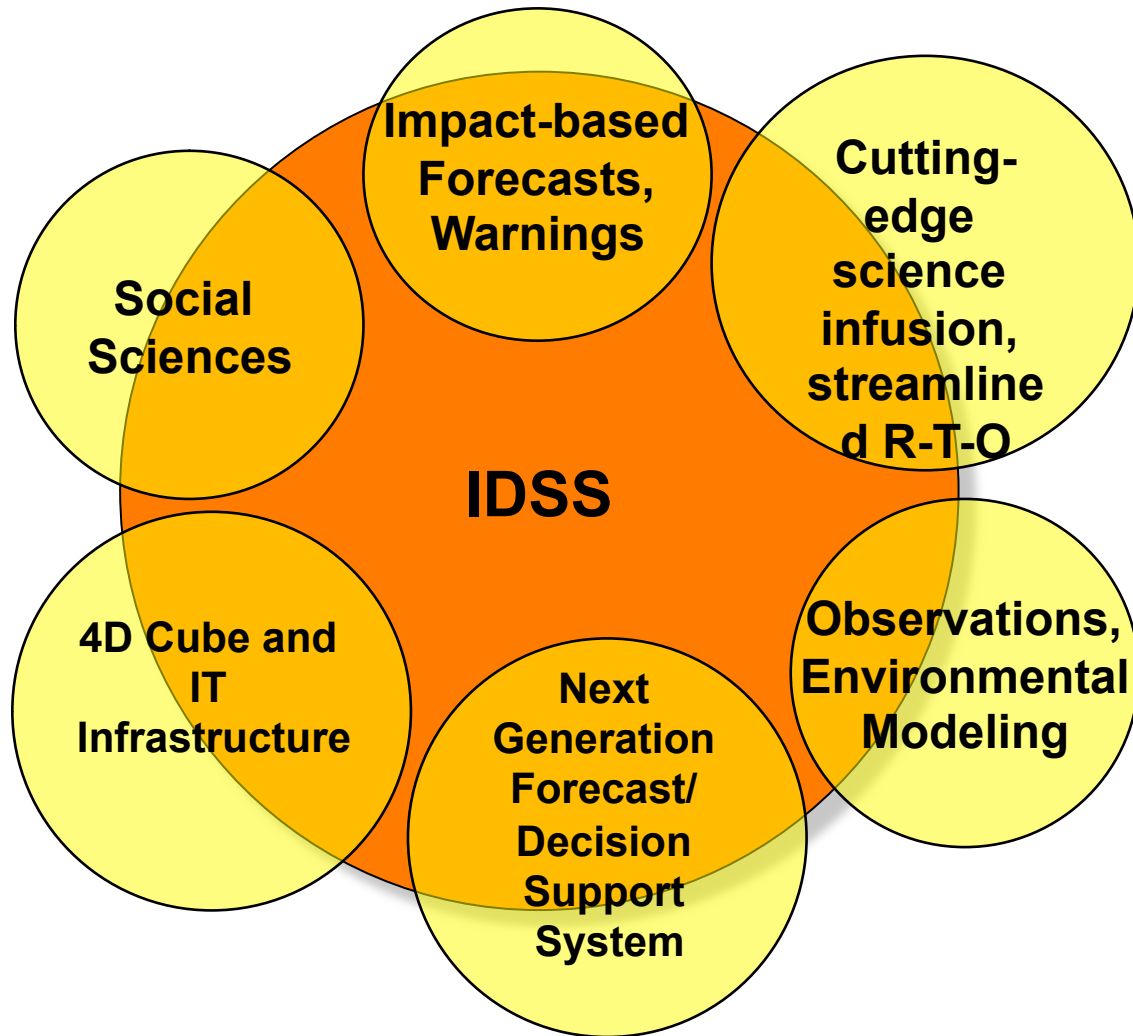 Impact-based
Forecasts,
Warnings
Cutting-
edge
science
infusion,
streamline
d R-T-O
Social
Sciences
IDSS
Observations,
Environmental
Modeling
4D Cube and
IT
Infrastructure
Next
Generation
Forecast/
Decision
Support
System